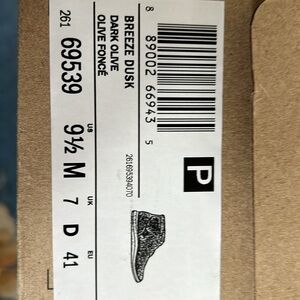 8 89002 66943 5
P
BREEZE DUSK
DARK OLIVE
OLIVE FONCÉ
261695394070
261 69539
US UK EU
9½ M 7 D 41